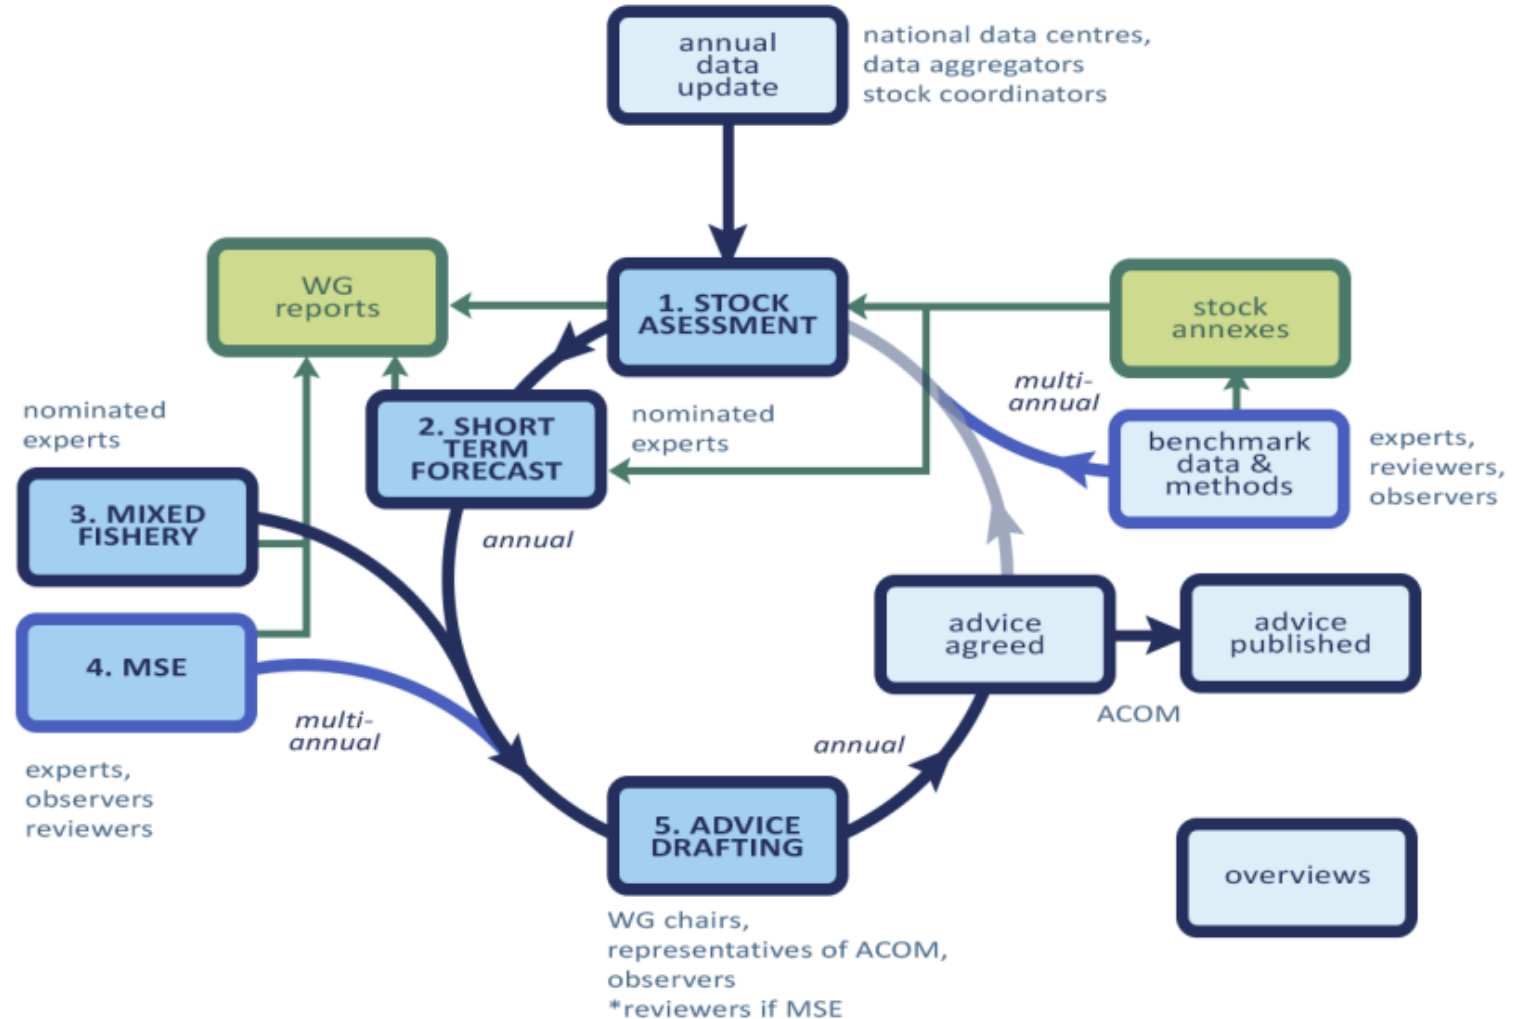 annual
data
update
national data centres,
data aggregators
stock coordinators
WG
reports
1. STOCK
ASESSMENT
stock
annexes
multi-
annual
nominated
experts
2. SHORT
TERM
FORECAST
nominated
experts
benchmark
data &
methods
experts,
reviewers,
observers
3. MIXED
FISHERY
annual
4. MSE
advice
agreed
advice
published
multi-
annual
ACOM
annual
experts,
observers
reviewers
5. ADVICE
DRAFTING
overviews
WG chairs,
representatives of ACOM,
observers
*reviewers if MSE